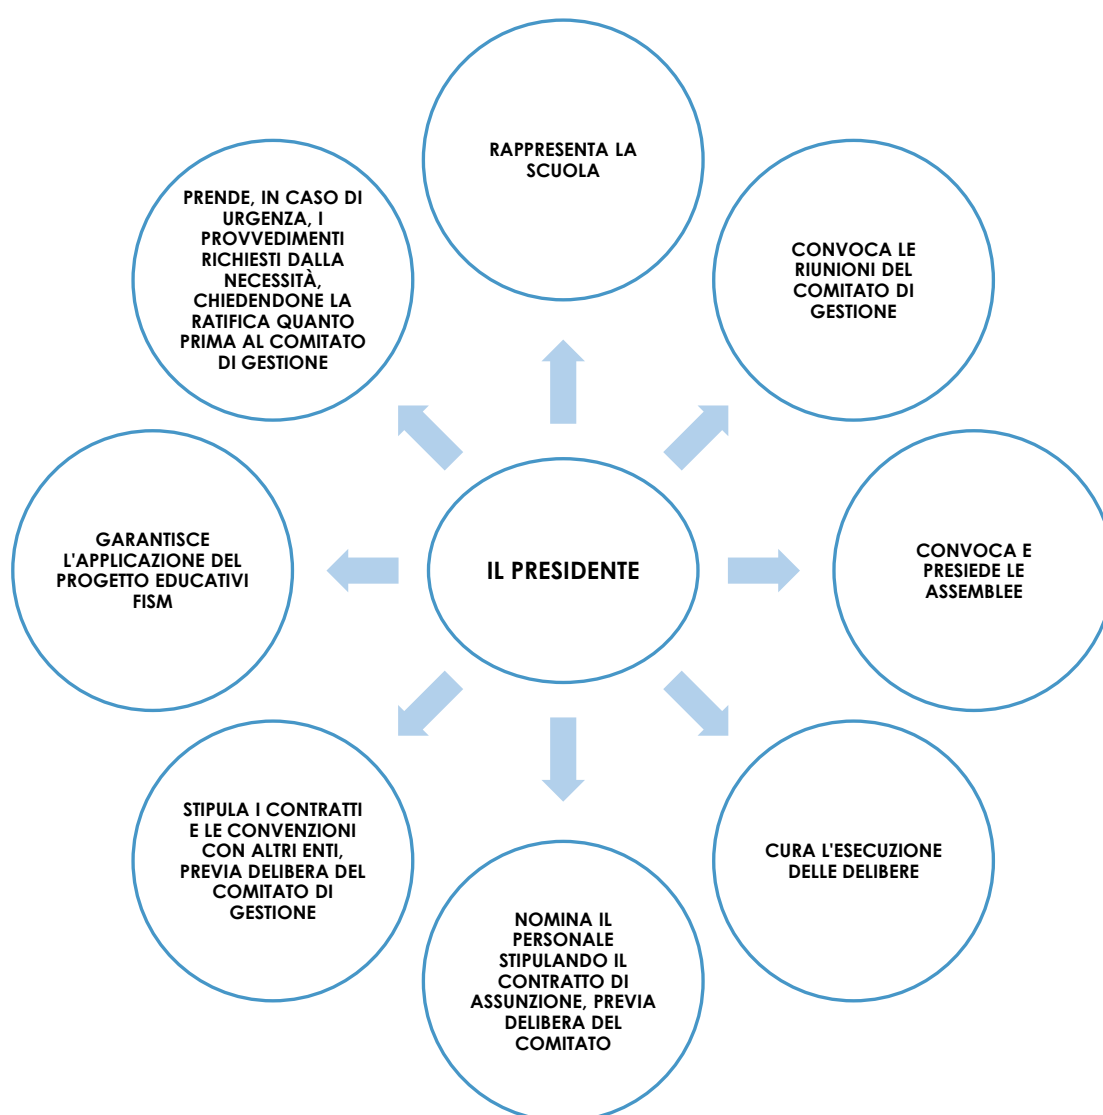 RAPPRESENTA LA
SCUOLA
CONVOCA LE
RIUNIONI DEL
COMITATO DI
GESTIONE
CONVOCA E
PRESIEDE LE
ASSEMBLEE
CURA L'ESECUZIONE
DELLE DELIBERE
NOMINA IL
PERSONALE
STIPULANDO IL
CONTRATTO DI
ASSUNZIONE, PREVIA
DELIBERA DEL
COMITATO
STIPULA I CONTRATTI
E LE CONVENZIONI
CON ALTRI ENTI,
PREVIA DELIBERA DEL
COMITATO DI
GESTIONE
GARANTISCE
L'APPLICAZIONE DEL
PROGETTO EDUCATIVI
FISM
PRENDE, IN CASO DI
URGENZA, I
PROVVEDIMENTI
RICHIESTI DALLA
NECESSITÀ,
CHIEDENDONE LA
RATIFICA QUANTO
PRIMA AL COMITATO
DI GESTIONE
IL PRESIDENTE